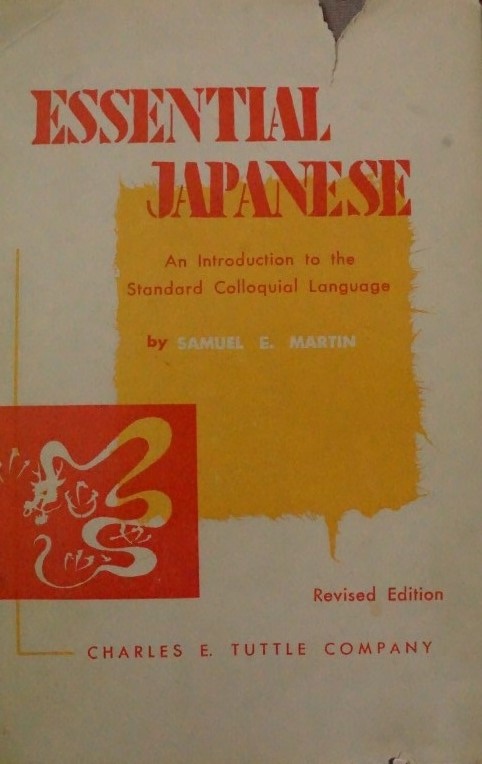 ESSENTIAL
JAPANESE
An Introduction to the
Standard Colloquial Language
by SAMUEL E. MARTIN
Revised Edition
CHARLES E. TUTTLE COMPANY